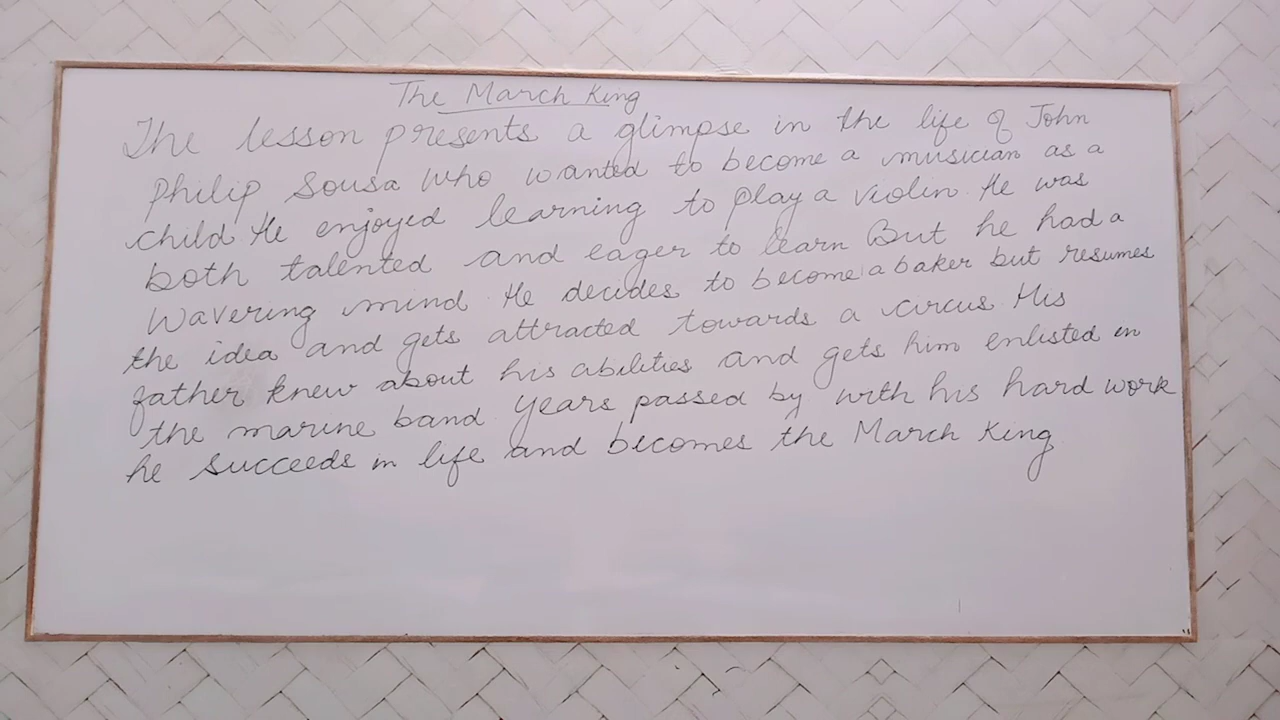 The March King
The lesson presents a glimpse in the life of John
Philip Sousa who wanted to become a musician as a
child. He enjoyed learning to play a violin. He was
both talented and eager to learn But he had a
wavering mind. He decides to become a baker but resumes
the idea and gets attracted towards a circus. His
father knew about his abilities and gets him enlisted in
the marine band years passed by with his hard work
he succeeds in life and becomes the March King